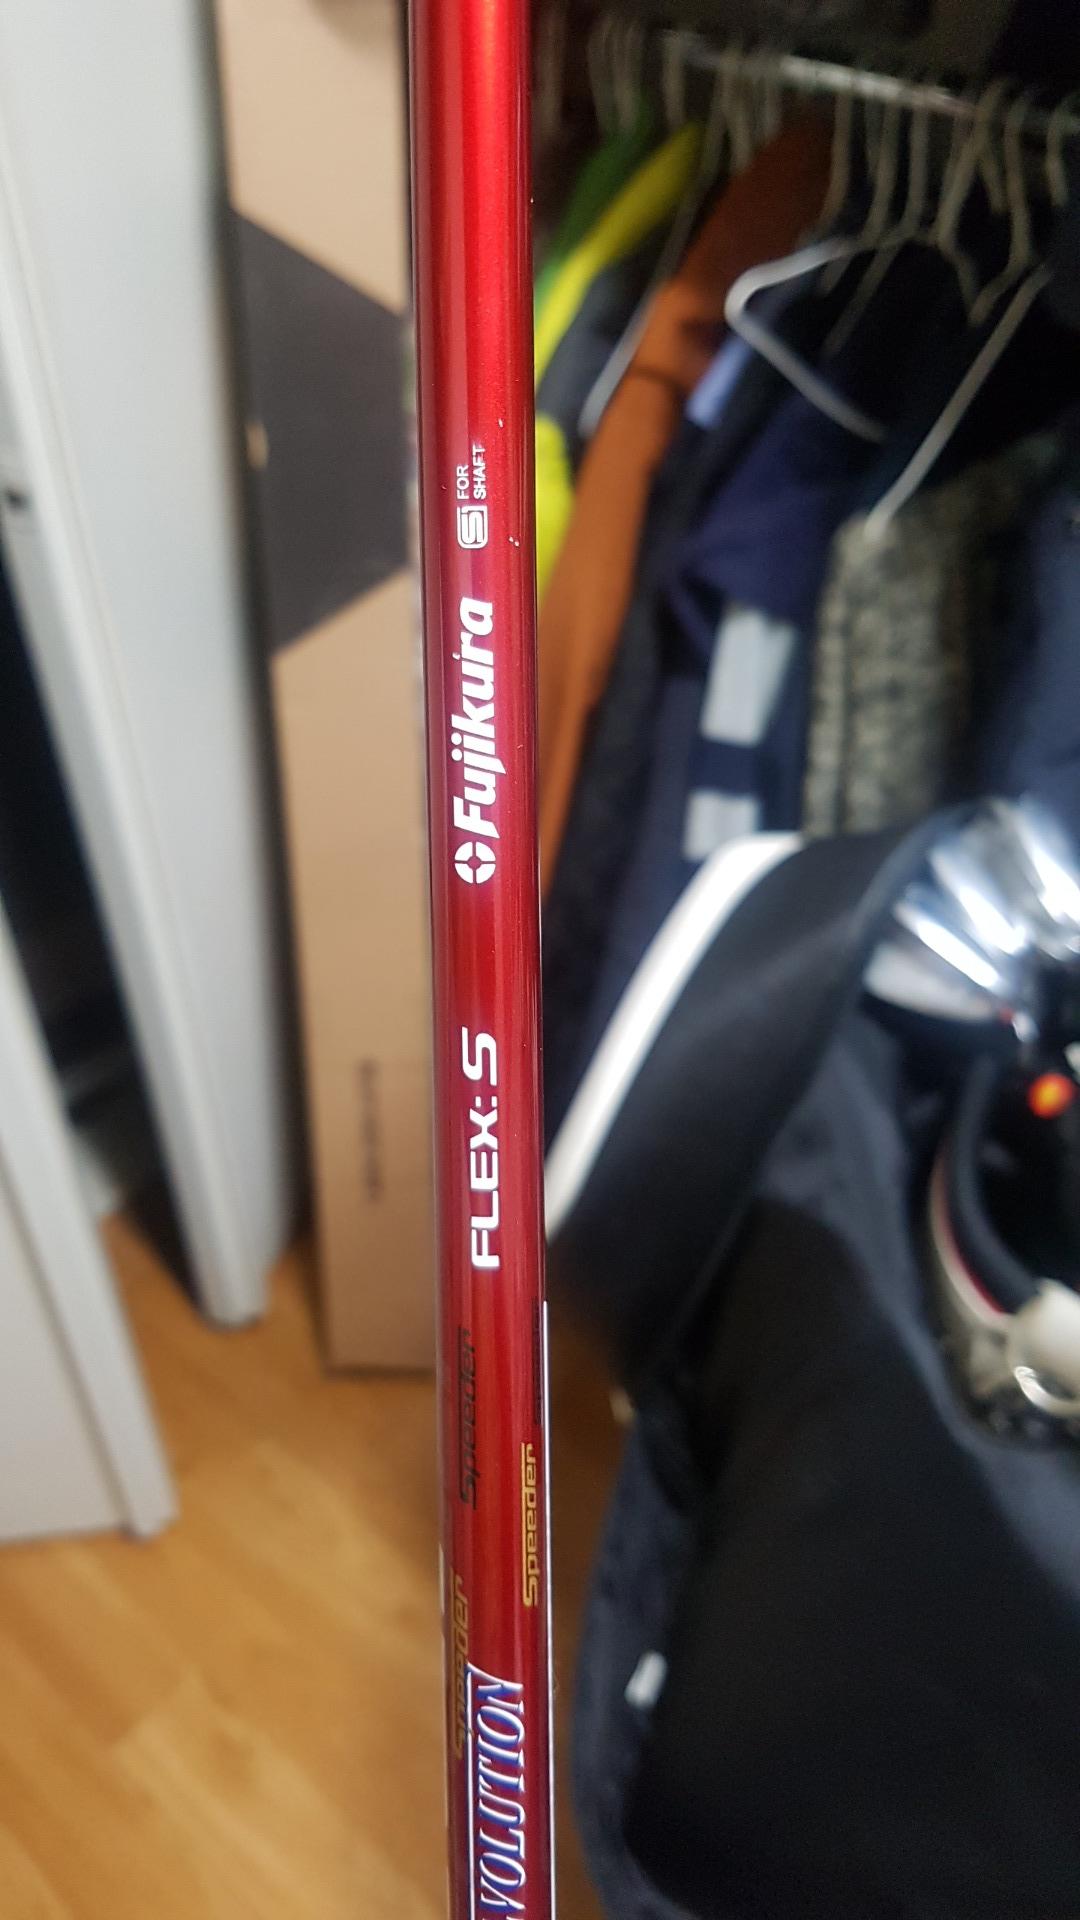 S FOR
SHAFT
Fujikura
FLEX: S
Speeder
Speeder
Speeder
VOLUTION